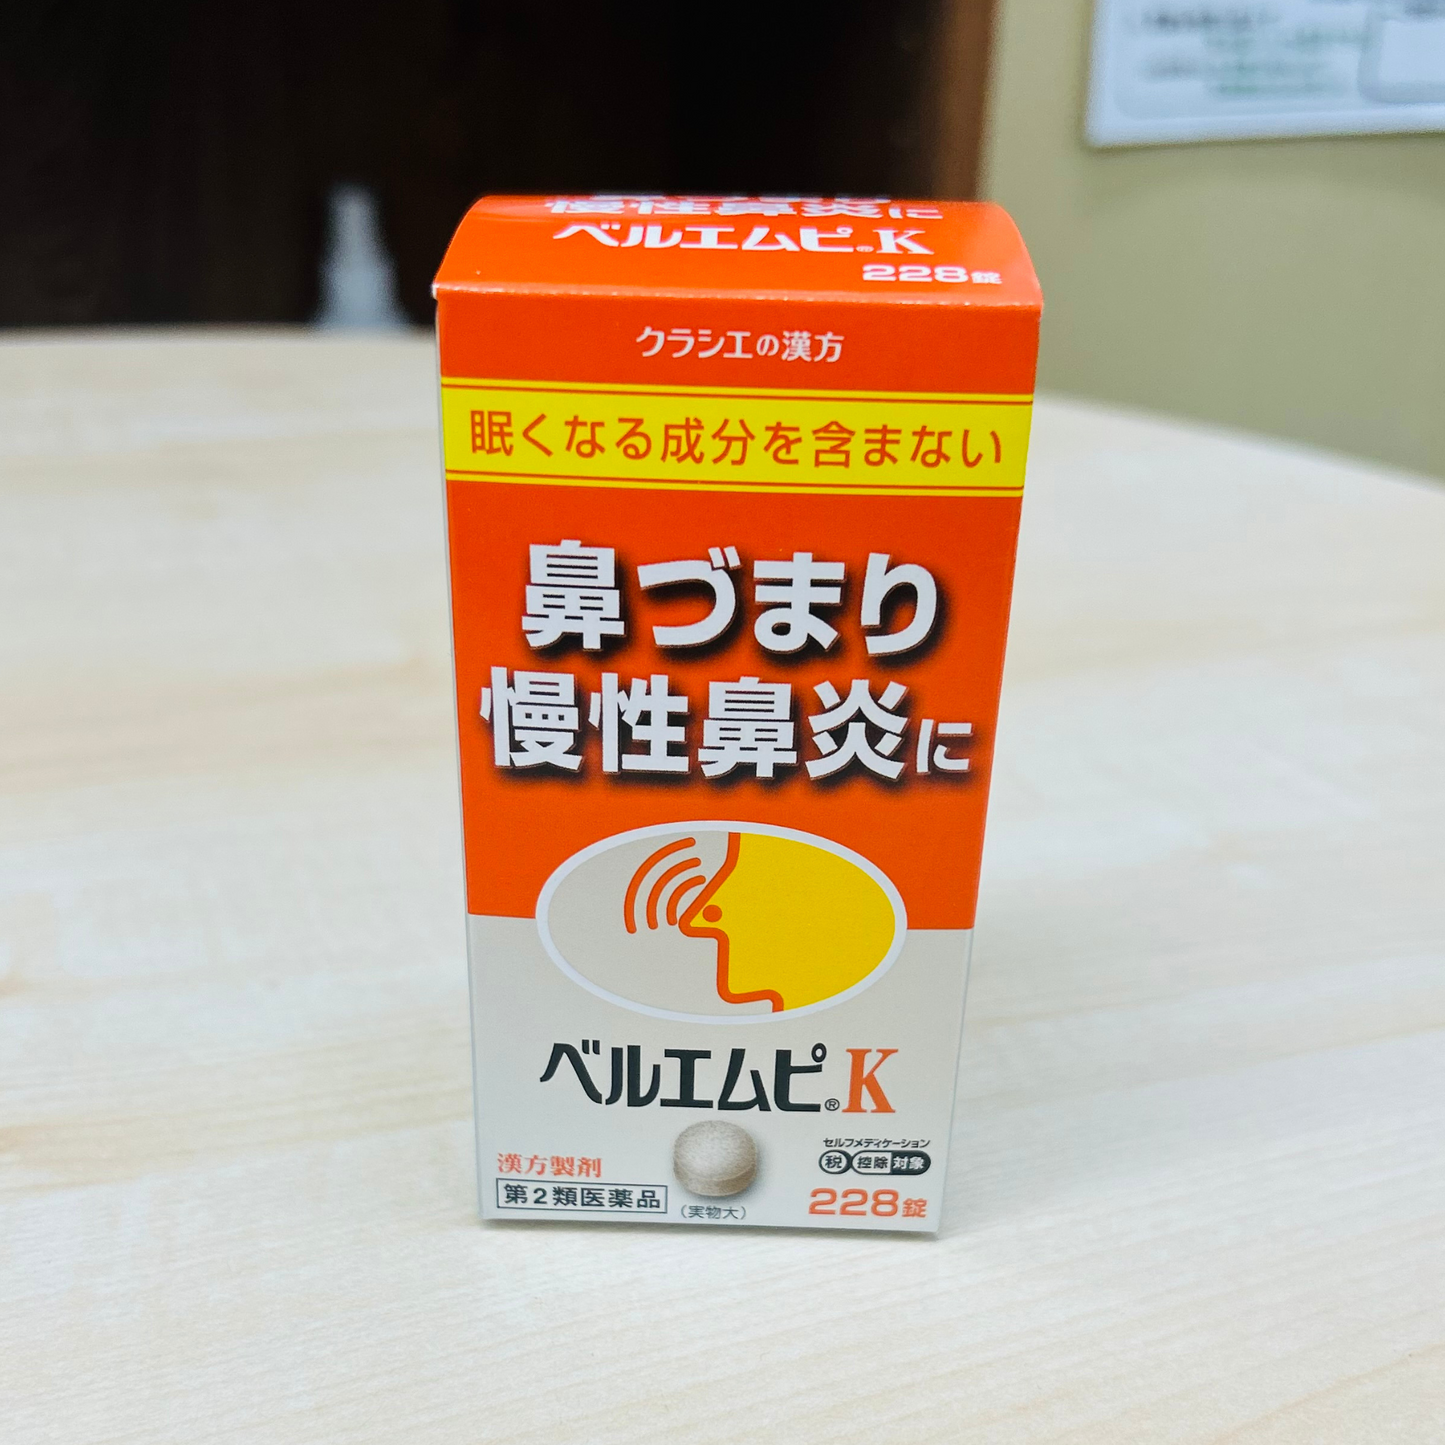 慢性鼻炎に
ベルエムピ®K
228錠
クラシエの漢方
眠くなる成分を含まない
鼻づまり
慢性鼻炎に
ベルエムピ®K
漢方製剤
第2類医薬品
(実物大)
セルフメディケーション
税 控除 対象
228錠